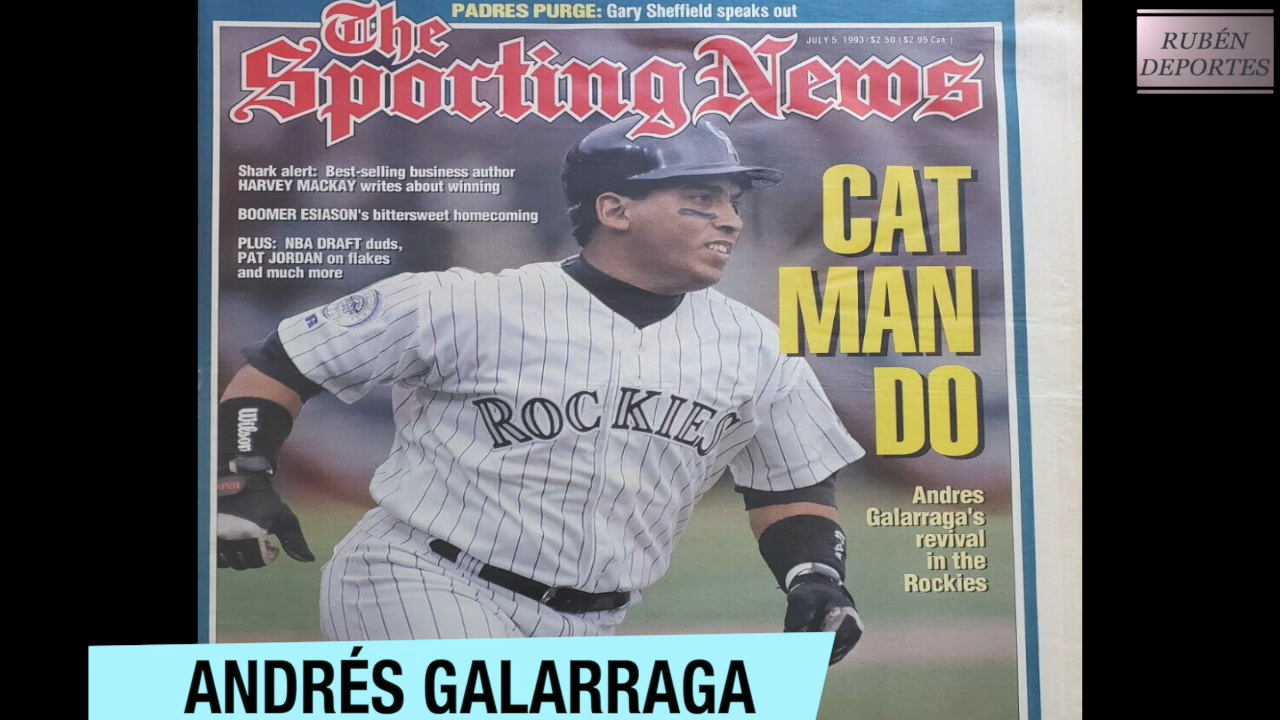 PADRES PURGE: Gary Sheffield speaks out
The
Sporting News
JULY 5, 1993/$2.50 ($2.95 Can.)
RUBÉN
DEPORTES
Shark alert: Best-selling business author
HARVEY MACKAY writes about winning
BOOMER ESIASON's bittersweet homecoming
PLUS: NBA DRAFT duds,
PAT JORDAN on flakes
and much more
CAT
MAN
DO
ROCKIES
Wilson
Andres
Galarraga's
revival
in the
Rockies
ANDRÉS GALARRAGA